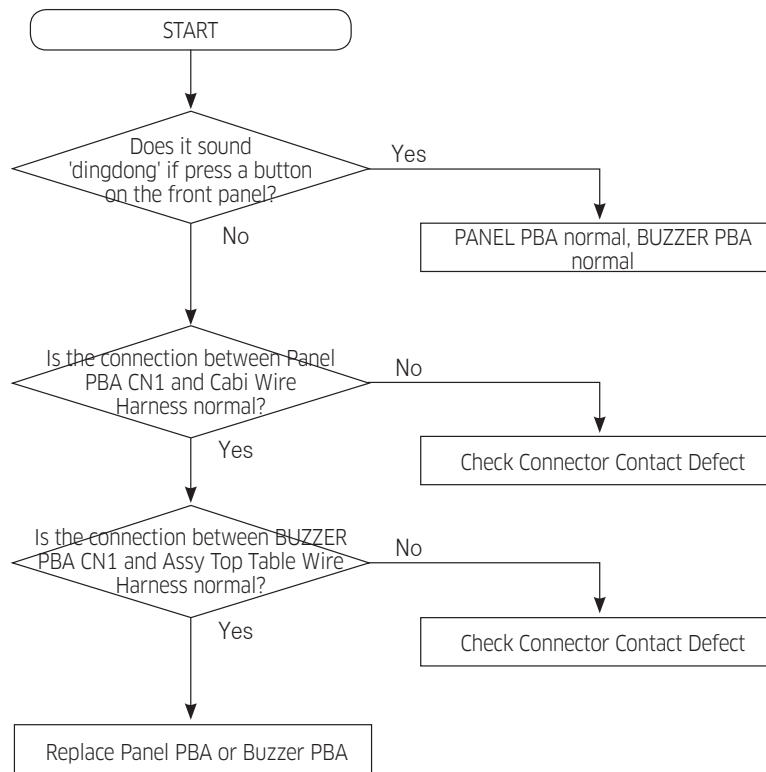 START
Does it sound
'dingdong' if press a button
on the front panel?
Yes
No
PANEL PBA normal, BUZZER PBA
normal
Is the connection between Panel
PBA CN1 and Cabi Wire
Harness normal?
No
Yes
Check Connector Contact Defect
Is the connection between BUZZER
PBA CN1 and Assy Top Table Wire
Harness normal?
No
Yes
Check Connector Contact Defect
Replace Panel PBA or Buzzer PBA